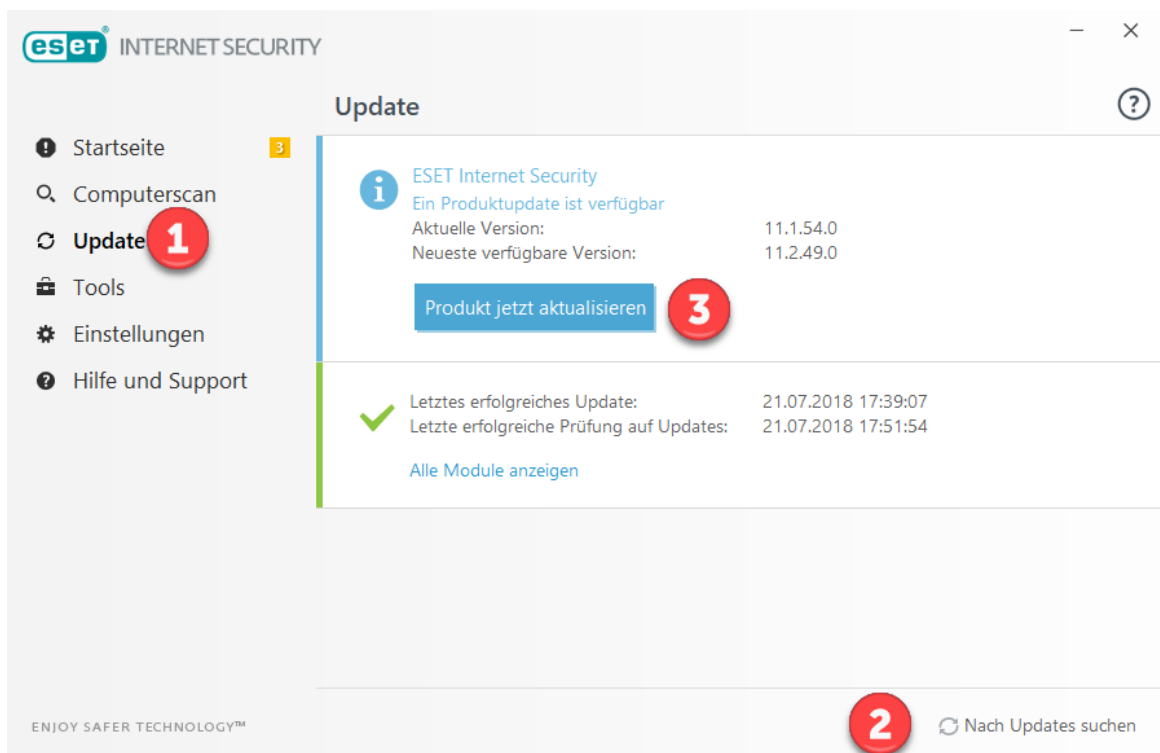 eset® INTERNET SECURITY
Update
Startseite 3
Computerscan
Update 1
Tools
Einstellungen
Hilfe und Support
ESET Internet Security
Ein Produktupdate ist verfügbar
Aktuelle Version: 11.1.54.0
Neueste verfügbare Version: 11.2.49.0
Produkt jetzt aktualisieren 3
Letztes erfolgreiches Update: 21.07.2018 17:39:07
Letzte erfolgreiche Prüfung auf Updates: 21.07.2018 17:51:54
Alle Module anzeigen
ENJOY SAFER TECHNOLOGY™
2 Nach Updates suchen